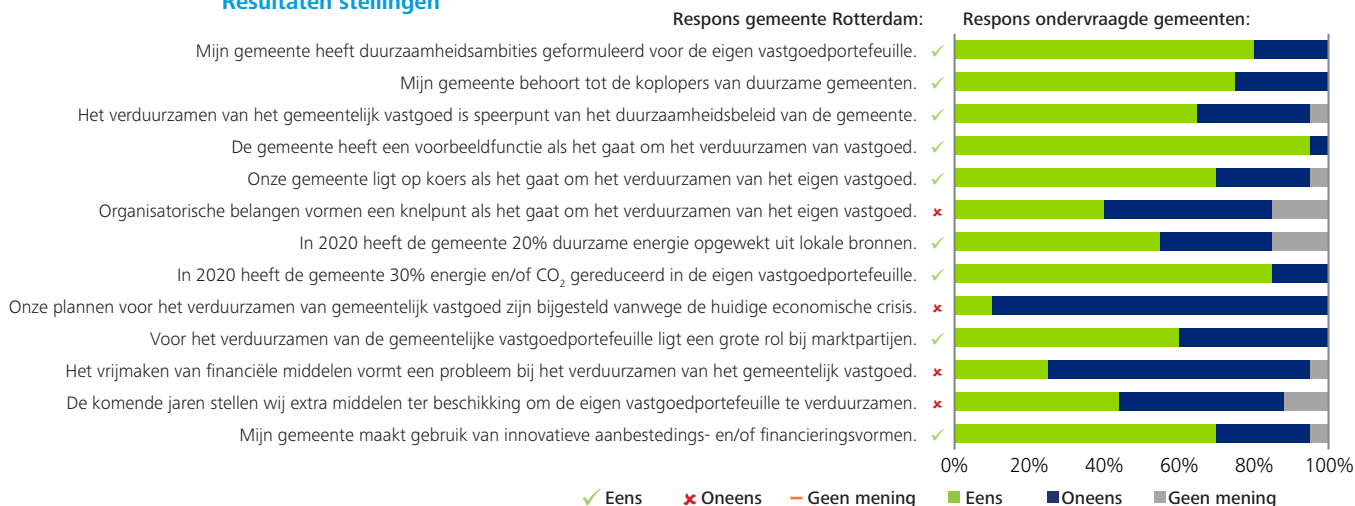 Resultaten stellingen
Respons gemeente Rotterdam: Respons ondervraagde gemeenten:
Mijn gemeente heeft duurzaamheidsambities geformuleerd voor de eigen vastgoedportefeuille. ✓
Mijn gemeente behoort tot de koplopers van duurzame gemeenten. ✓
Het verduurzamen van het gemeentelijk vastgoed is speerpunt van het duurzaamheidsbeleid van de gemeente. ✓
De gemeente heeft een voorbeeldfunctie als het gaat om het verduurzamen van vastgoed. ✓
Onze gemeente ligt op koers als het gaat om het verduurzamen van het eigen vastgoed. ✓
Organisatorische belangen vormen een knelpunt als het gaat om het verduurzamen van het eigen vastgoed. ✗
In 2020 heeft de gemeente 20% duurzame energie opgewekt uit lokale bronnen. ✓
In 2020 heeft de gemeente 30% energie en/of CO₂ gereduceerd in de eigen vastgoedportefeuille. ✓
Onze plannen voor het verduurzamen van gemeentelijk vastgoed zijn bijgesteld vanwege de huidige economische crisis. ✗
Voor het verduurzamen van de gemeentelijke vastgoedportefeuille ligt een grote rol bij marktpartijen. ✓
Het vrijmaken van financiële middelen vormt een probleem bij het verduurzamen van het gemeentelijk vastgoed. ✗
De komende jaren stellen wij extra middelen ter beschikking om de eigen vastgoedportefeuille te verduurzamen. ✗
Mijn gemeente maakt gebruik van innovatieve aanbestedings- en/of financieringsvormen. ✓
0% 20% 40% 60% 80% 100%
✓ Eens ✗ Oneens – Geen mening Eens Oneens Geen mening